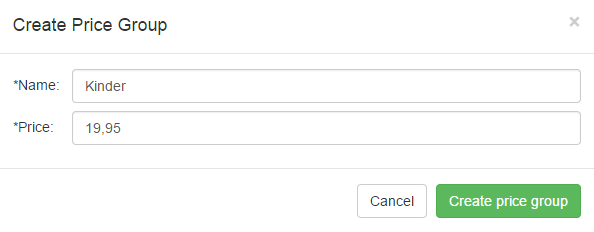 Create Price Group ×
*Name: Kinder
*Price: 19,95
Cancel Create price group